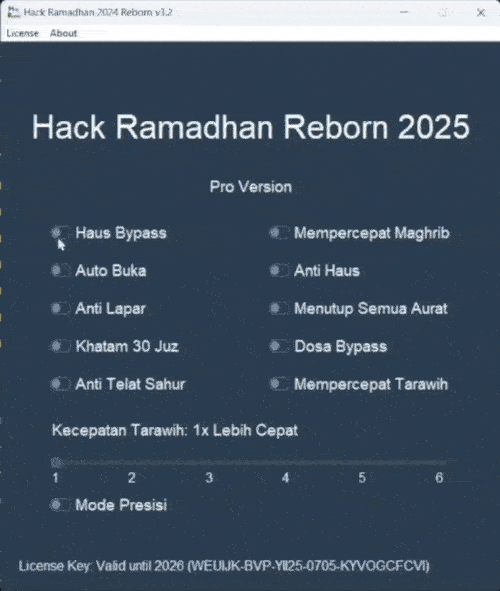 Hack Ramadhan 2024 Reborn v3.2
License About
Hack Ramadhan Reborn 2025
Pro Version
Haus Bypass Mempercepat Maghrib
Auto Buka Anti Haus
Anti Lapar Menutup Semua Aurat
Khatam 30 Juz Dosa Bypass
Anti Telat Sahur Mempercepat Tarawih
Kecepatan Tarawih: 1x Lebih Cepat
1 2 3 4 5 6
Mode Presisi
License Key: Valid until 2026 (WEUIJK-BVP-YII25-0705-KYVOGCFCVI)